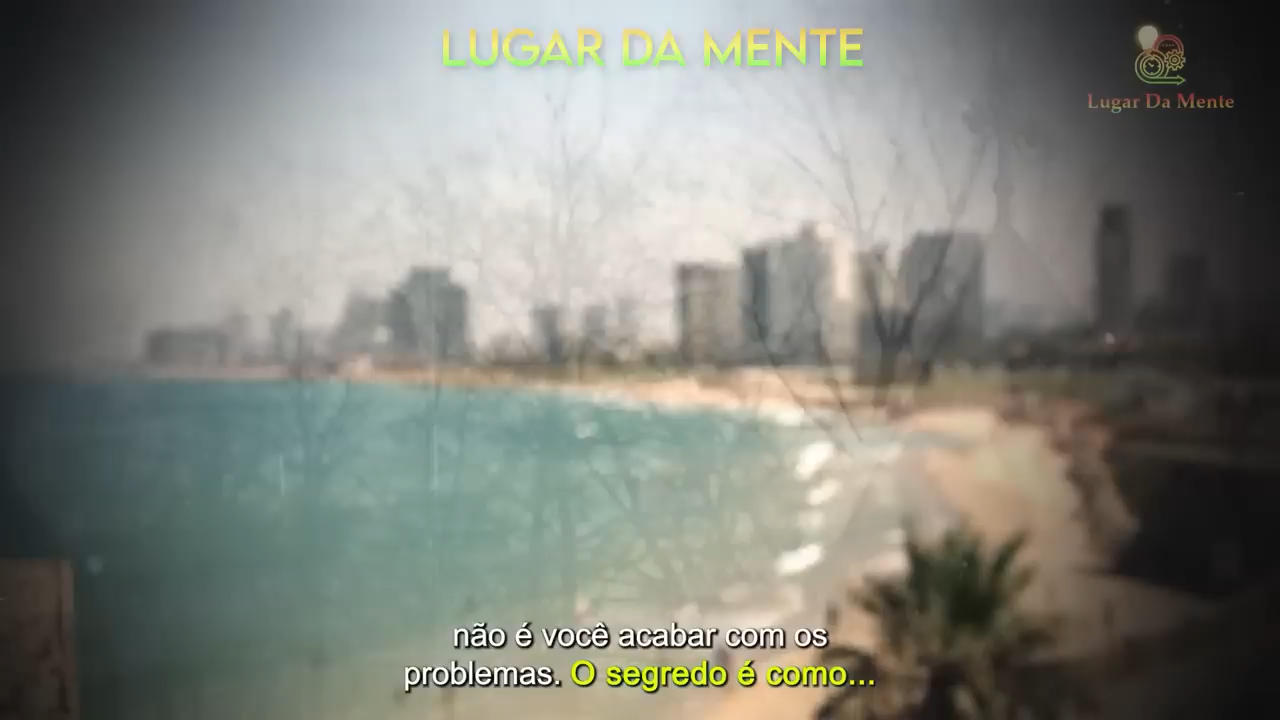 LUGAR DA MENTE
Lugar Da Mente
não é você acabar com os
problemas. O segredo é como...